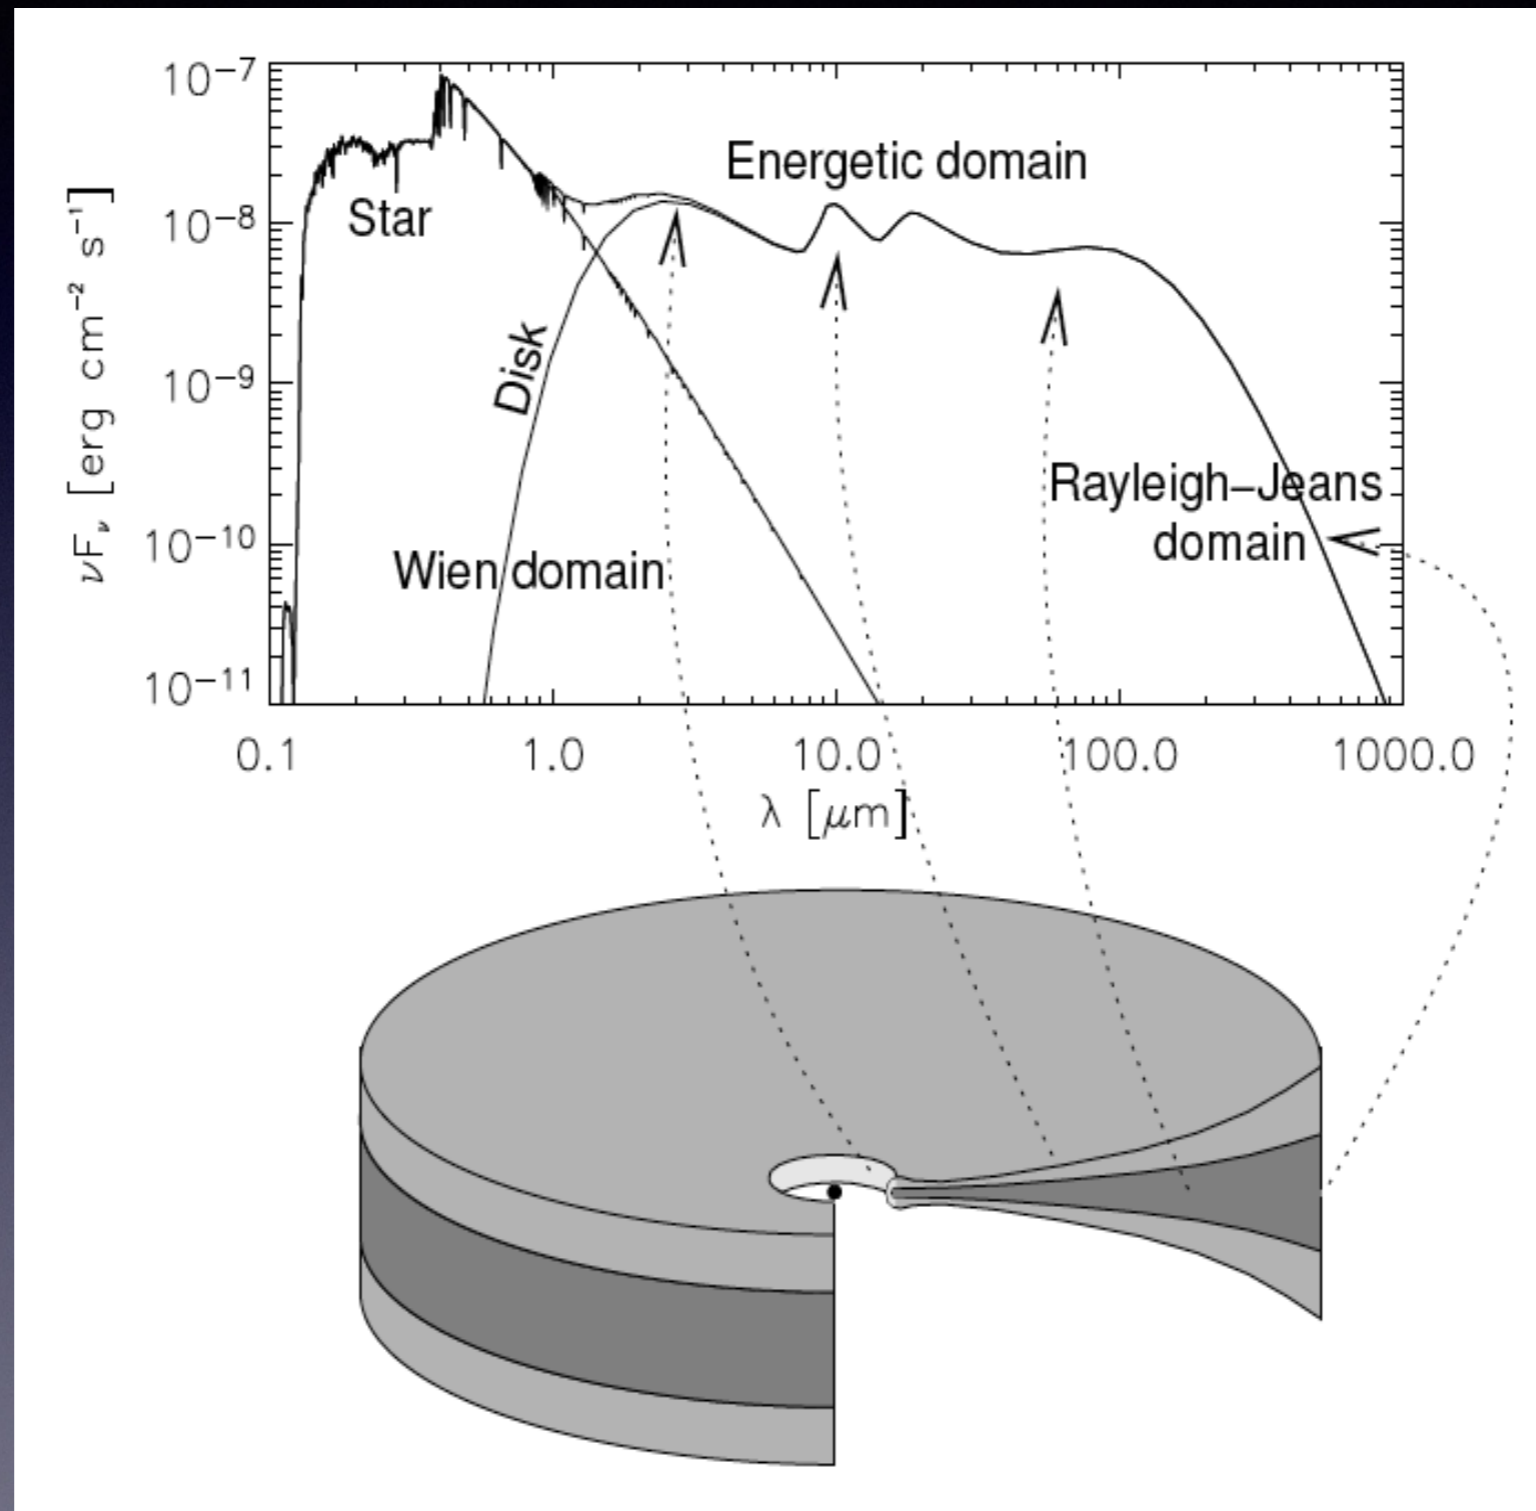 10⁻⁷
10⁻⁸
10⁻⁹
10⁻¹⁰
10⁻¹¹
νFν [erg cm⁻² s⁻¹]
Energetic domain
Star
Disk
Rayleigh–Jeans
domain
Wien domain
0.1 1.0 10.0 100.0 1000.0
λ [μm]